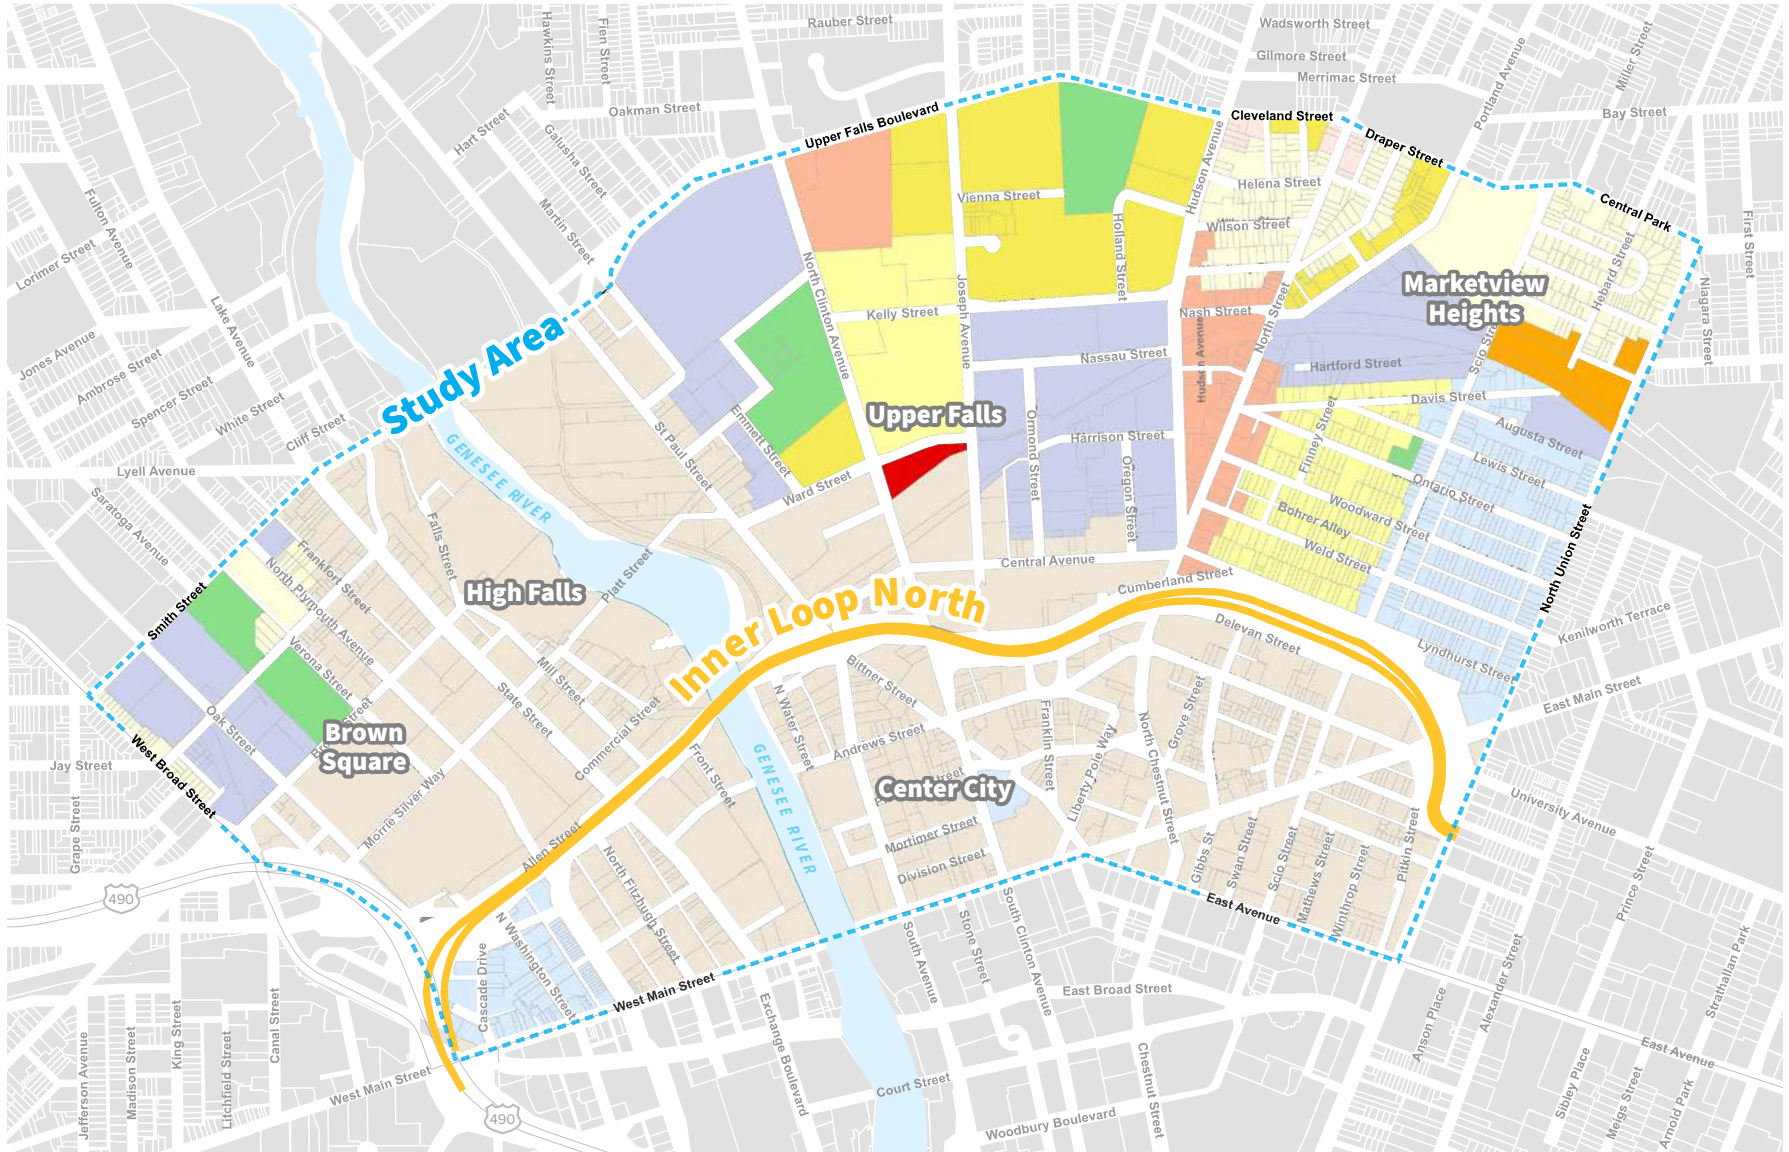 Rauber Street
Wadsworth Street
Hawkins Street
Fien Street
Gilmore Street
Miller Street
Portland Avenue
Merrimac Street
Oakman Street
Bay Street
Hart Street
Upper Falls Boulevard
Cleveland Street
Galusha Street
Draper Street
Hudson Avenue
Helena Street
Vienna Street
Central Park
Fulton Avenue
Martin Street
Holland Street
Wilson Street
First Street
Lorimer Street
Hebard Street
North Clinton Avenue
Joseph Avenue
Marketview
Heights
Niagara Street
Lake Avenue
Kelly Street
Nash Street
North Street
Study Area
Jones Avenue
Nassau Street
Hudson Avenue
Scio Street
Hartford Street
Ambrose Street
Spencer Street
White Street
Davis Street
Cliff Street
Upper Falls
Emmett Street
Ormond Street
Harrison Street
Finney Street
Augusta Street
St Paul Street
GENESEE RIVER
Lyell Avenue
Lewis Street
Oregon Street
Ward Street
Ontario Street
Saratoga Avenue
Woodward Street
Bohrer Alley
Falls Street
North Union Street
Weld Street
Frankfort Street
Central Avenue
Platt Street
High Falls
Cumberland Street
North Plymouth Avenue
Smith Street
Inner Loop North
Kenilworth Terrace
Delevan Street
Verona Street
Lyndhurst Street
Mill Street
Bittner Street
State Street
N Water Street
Grove Street
East Main Street
Oak Street
Brown
Square
Commercial Street
Franklin Street
Liberty Pole Way
North Chestnut Street
Andrews Street
West Broad Street
Jay Street
Front Street
GENESEE RIVER
Center City
Grape Street
Morrie Silver Way
University Avenue
Mortimer Street
Allen Street
Division Street
Gibbs St
Swan Street
Scio Street
Mathews Street
Winthrop Street
Pitkin Street
Prince Street
490
North Fitzhugh Street
East Avenue
N Washington Street
South Avenue
Stone Street
South Clinton Avenue
Cascade Drive
West Main Street
Alexander Street
Strathallan Park
East Broad Street
Exchange Boulevard
Anson Place
King Street
Canal Street
Jefferson Avenue
Madison Street
Litchfield Street
West Main Street
Court Street
Chestnut Street
East Avenue
Sibley Place
Meigs Street
Arnold Park
490
Woodbury Boulevard